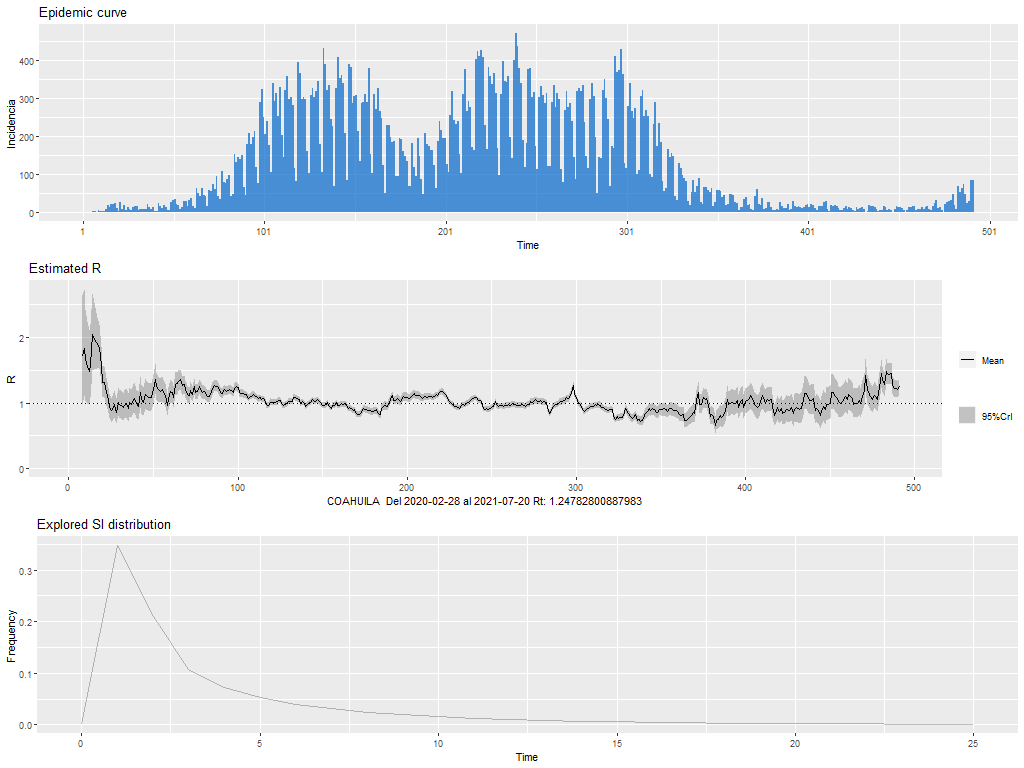 Epidemic curve
400
300
200
100
0
Incidencia
1
101
201
301
401
501
Time
Estimated R
2
1
0
R
0
100
200
300
400
500
COAHUILA Del 2020-02-28 al 2021-07-20 Rt: 1.24782800887983
Mean
95%CrI
Explored SI distribution
0.3
0.2
0.1
0.0
Frequency
0
5
10
15
20
25
Time